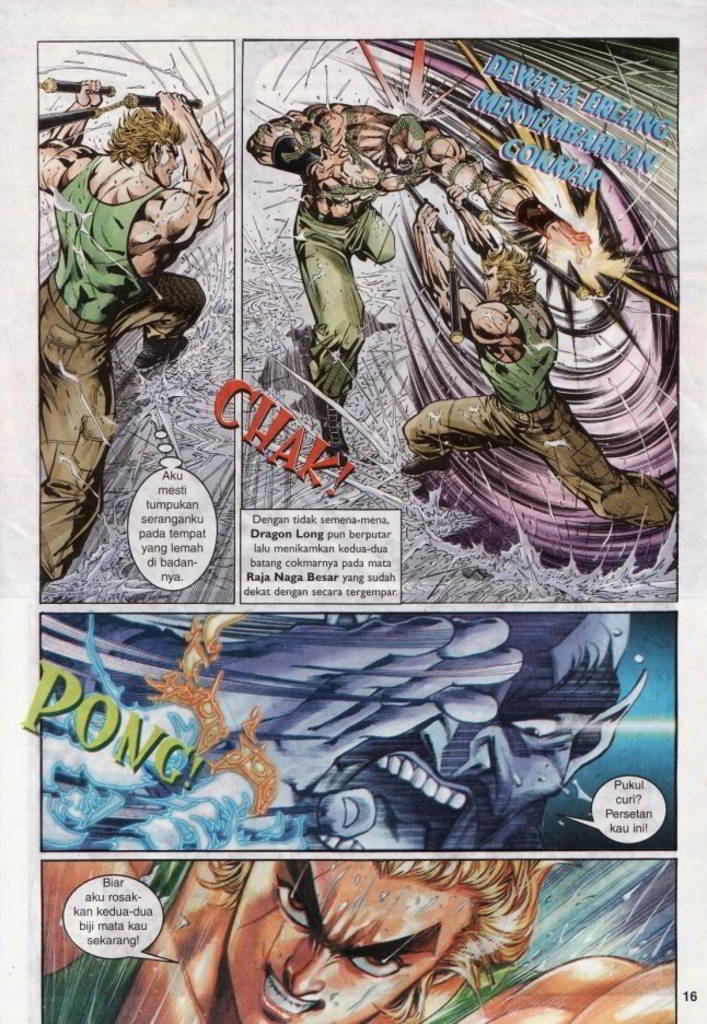 Aku
mesti
tumpukan
seranganku
pada tempat
yang lemah
di badan-
nya.
DEWATA ERLANG
MENYEMBAHKAN
COKMAR
CHAK!
Dengan tidak semena-mena,
Dragon Long pun berputar
lalu menikamkan kedua-dua
batang cokmarnya pada mata
Raja Naga Besar yang sudah
dekat dengan secara tergempar.
PONG!
Pukul
curi?
Persetan
kau ini!
Biar
aku rosak-
kan kedua-dua
biji mata kau
sekarang!
16